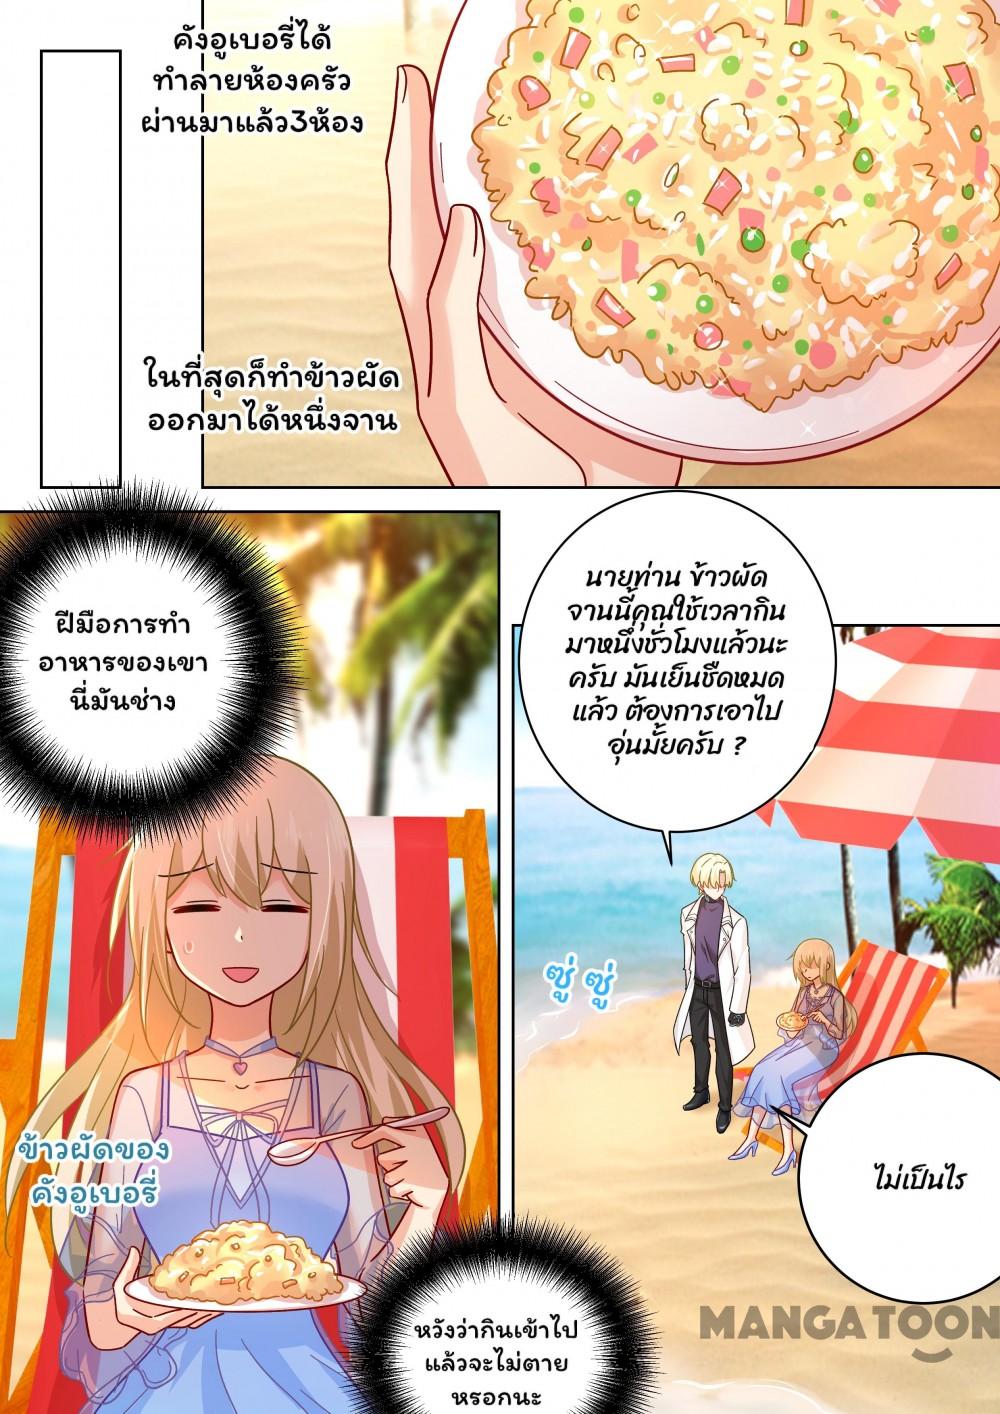 คังอูเบอรี่ได้
ทำลายห้องครัว
ผ่านมาแล้ว3ห้อง
ในที่สุดก็ทำข้าวผัด
ออกมาได้หนึ่งจาน
ฝีมือการทำ
อาหารของเขา
นี่มันช่าง
นายท่าน ข้าวผัด
จานนี้คุณใช้เวลากิน
มาหนึ่งชั่วโมงแล้วนะ
ครับ มันเย็นชืดหมด
แล้ว ต้องการเอาไป
อุ่นมั้ยครับ ?
ซู่ ซู่
ข้าวผัดของ
คังอูเบอรี่
ไม่เป็นไร
หวังว่ากินเข้าไป
แล้วจะไม่ตาย
หรอกนะ
MANGATOON